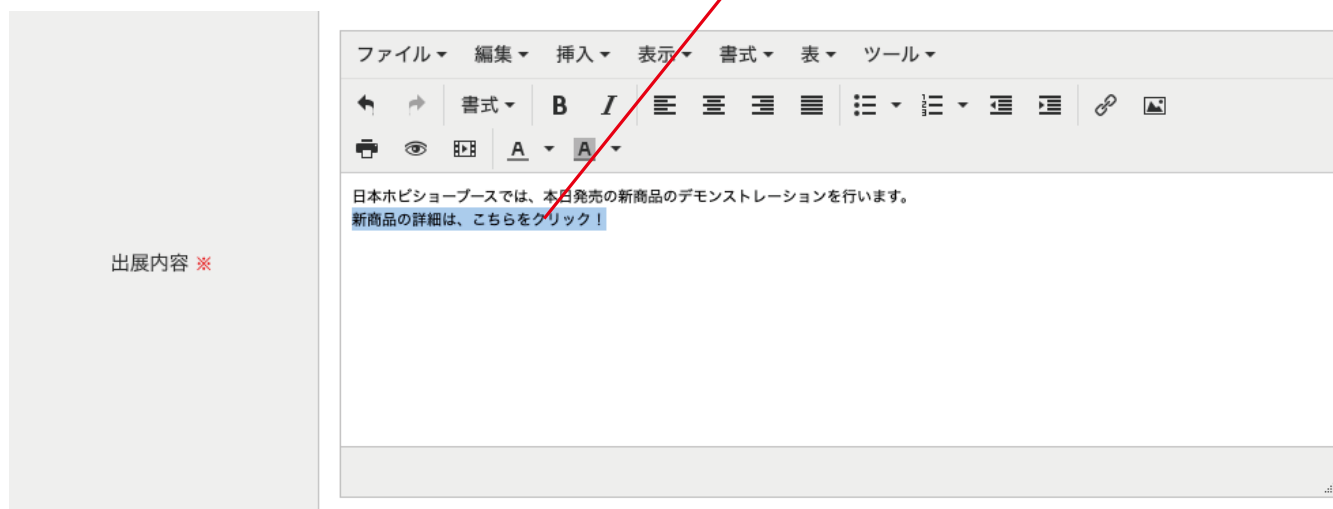 ファイル 編集 挿入 表示 書式 表 ツール
書式 B I
A A
日本ホビショーブースでは、本日発売の新商品のデモンストレーションを行います。
新商品の詳細は、こちらをクリック！
出展内容 ※